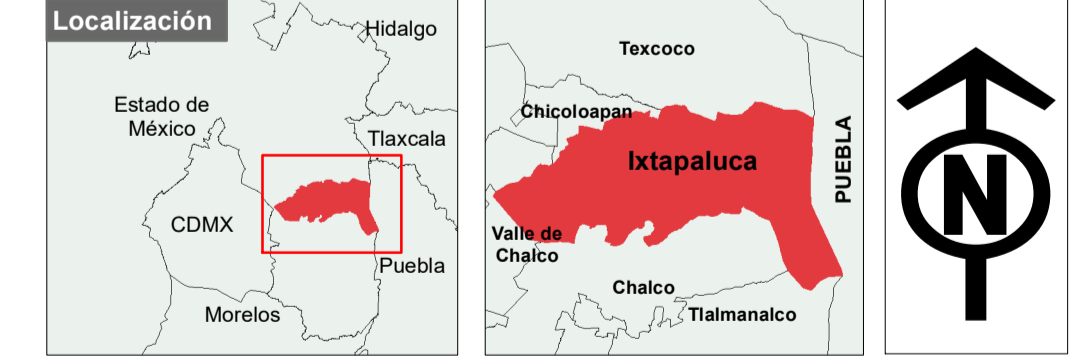 Localización
Hidalgo
Estado de
México
Tlaxcala
CDMX
Puebla
Morelos
Texcoco
Chicoloapan
Ixtapaluca
PUEBLA
Valle de
Chalco
Chalco
Tlalmanalco
N